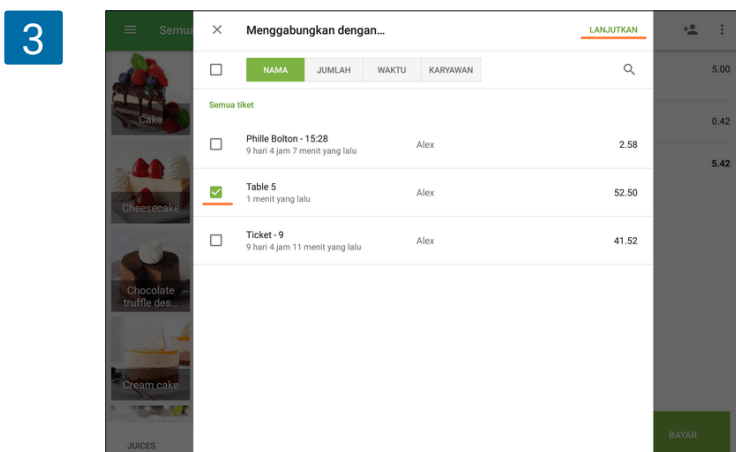 3
Semua
Menggabungkan dengan...
LANJUTKAN
NAMA JUMLAH WAKTU KARYAWAN
5.00
Semua tiket
Cake
0.42
Phille Bolton - 15:28
9 hari 4 jam 7 menit yang lalu
Alex
2.58
5.42
Table 5
1 menit yang lalu
Alex
52.50
Cheesecake
Ticket - 9
9 hari 4 jam 11 menit yang lalu
Alex
41.52
Chocolate
truffle des...
Cream cake
JUICES
BAYAR